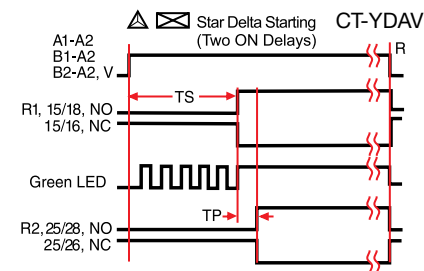 Star Delta Starting CT-YDAV
(Two ON Delays)
A1-A2
B1-A2
B2-A2, V
R
TS
R1, 15/18, NO
15/16, NC
Green LED
TP
R2,25/28, NO
25/26, NC